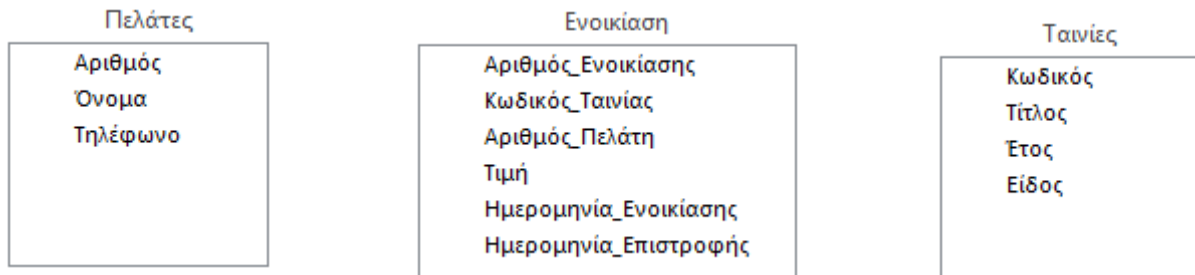 Πελάτες
Αριθμός
Όνομα
Τηλέφωνο
Ενοικίαση
Αριθμός_Ενοικίασης
Κωδικός_Ταινίας
Αριθμός_Πελάτη
Τιμή
Ημερομηνία_Ενοικίασης
Ημερομηνία_Επιστροφής
Ταινίες
Κωδικός
Τίτλος
Έτος
Είδος